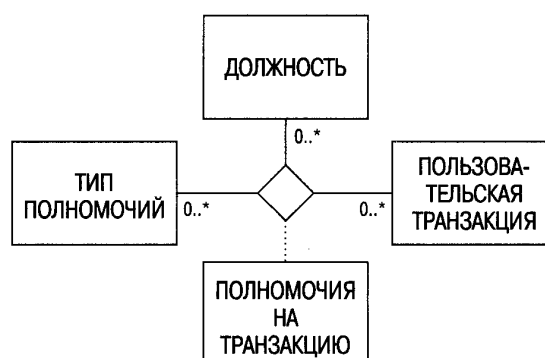 ДОЛЖНОСТЬ
0..*
ТИП
ПОЛНОМОЧИЙ
0..*
0..*
ПОЛЬЗОВА-
ТЕЛЬСКАЯ
ТРАНЗАКЦИЯ
ПОЛНОМОЧИЯ
НА
ТРАНЗАКЦИЮ